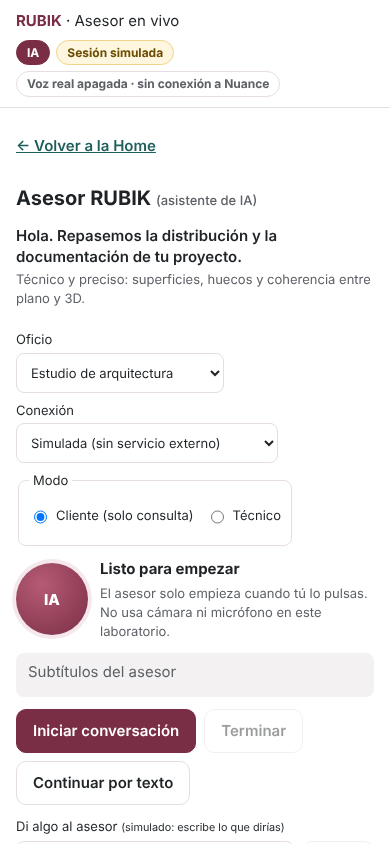 RUBIK · Asesor en vivo
IA
Sesión simulada
Voz real apagada · sin conexión a Nuance
← Volver a la Home
Asesor RUBIK (asistente de IA)
Hola. Repasemos la distribución y la
documentación de tu proyecto.
Técnico y preciso: superficies, huecos y coherencia entre
plano y 3D.
Oficio
Estudio de arquitectura
Conexión
Simulada (sin servicio externo)
Modo
Cliente (solo consulta)
Técnico
IA
Listo para empezar
El asesor solo empieza cuando tú lo pulsas.
No usa cámara ni micrófono en este
laboratorio.
Subtítulos del asesor
Iniciar conversación
Terminar
Continuar por texto
Di algo al asesor (simulado: escribe lo que dirías)